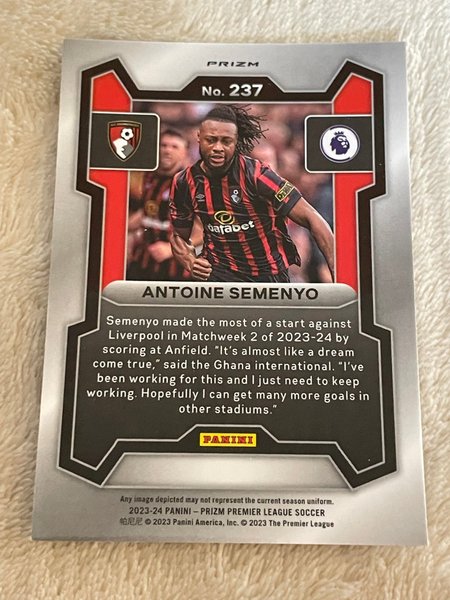 PRIZM
No. 237
dafabet
ANTOINE SEMENYO
Semenyo made the most of a start against
Liverpool in Matchweek 2 of 2023-24 by
scoring at Anfield. "It's almost like a dream
come true," said the Ghana international. "I've
been working for this and I just need to keep
working. Hopefully I can get many more goals in
other stadiums."
PANINI
Any image depicted may not represent the current season uniform.
2023-24 PANINI – PRIZM PREMIER LEAGUE SOCCER
帕尼尼 © 2023 Panini America, Inc. © 2023 The Premier League